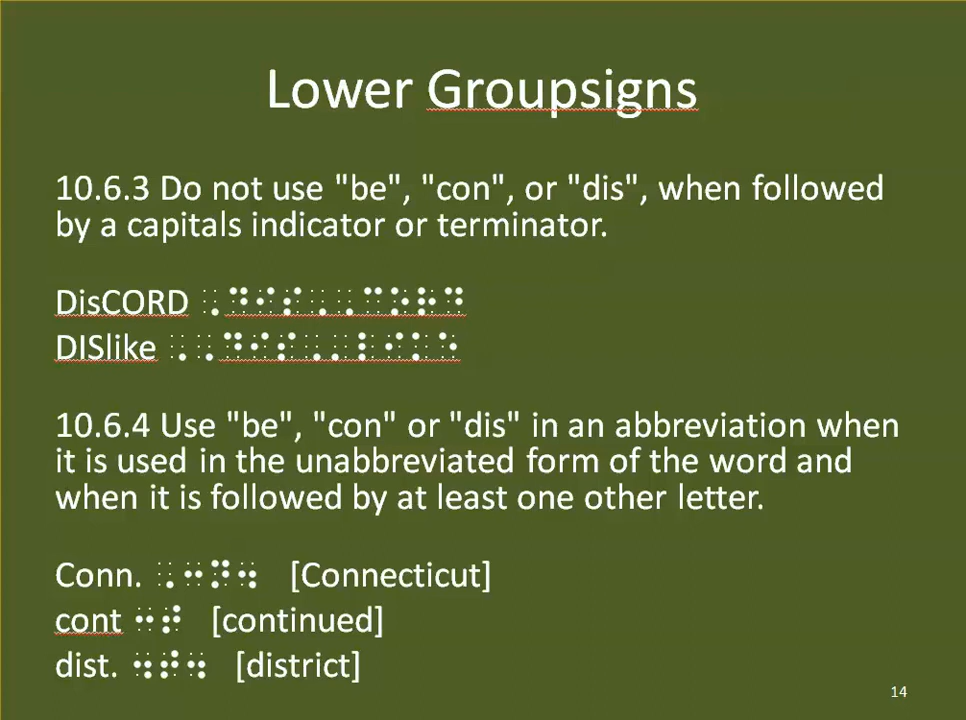 Lower Groupsigns
10.6.3 Do not use "be", "con", or "dis", when followed
by a capitals indicator or terminator.
DisCORD ⠠⠙⠊⠎⠠⠠⠉⠕⠗⠙
DISlike ⠠⠠⠙⠊⠎⠠⠄⠇⠊⠅⠑
10.6.4 Use "be", "con" or "dis" in an abbreviation when
it is used in the unabbreviated form of the word and
when it is followed by at least one other letter.
Conn. ⠠⠒⠝⠲ [Connecticut]
cont ⠒⠞ [continued]
dist. ⠲⠞⠲ [district]
14